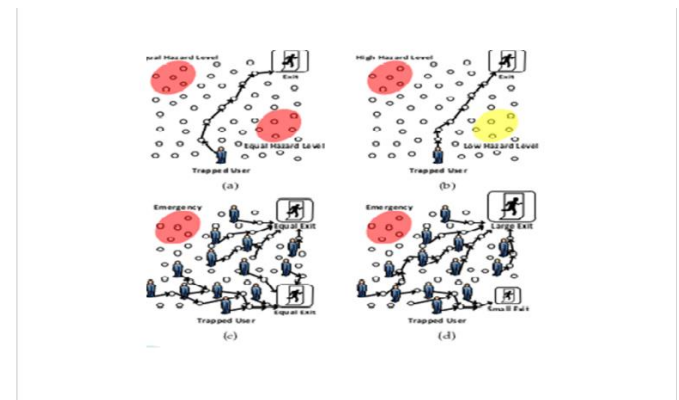 Equal Hazard Level
Exit
Equal Hazard Level
Trapped User
(a)
High Hazard Level
Exit
Low Hazard Level
Trapped User
(b)
Emergency
Equal Exit
Equal Exit
Trapped User
(c)
Emergency
Large Exit
Small Exit
Trapped User
(d)